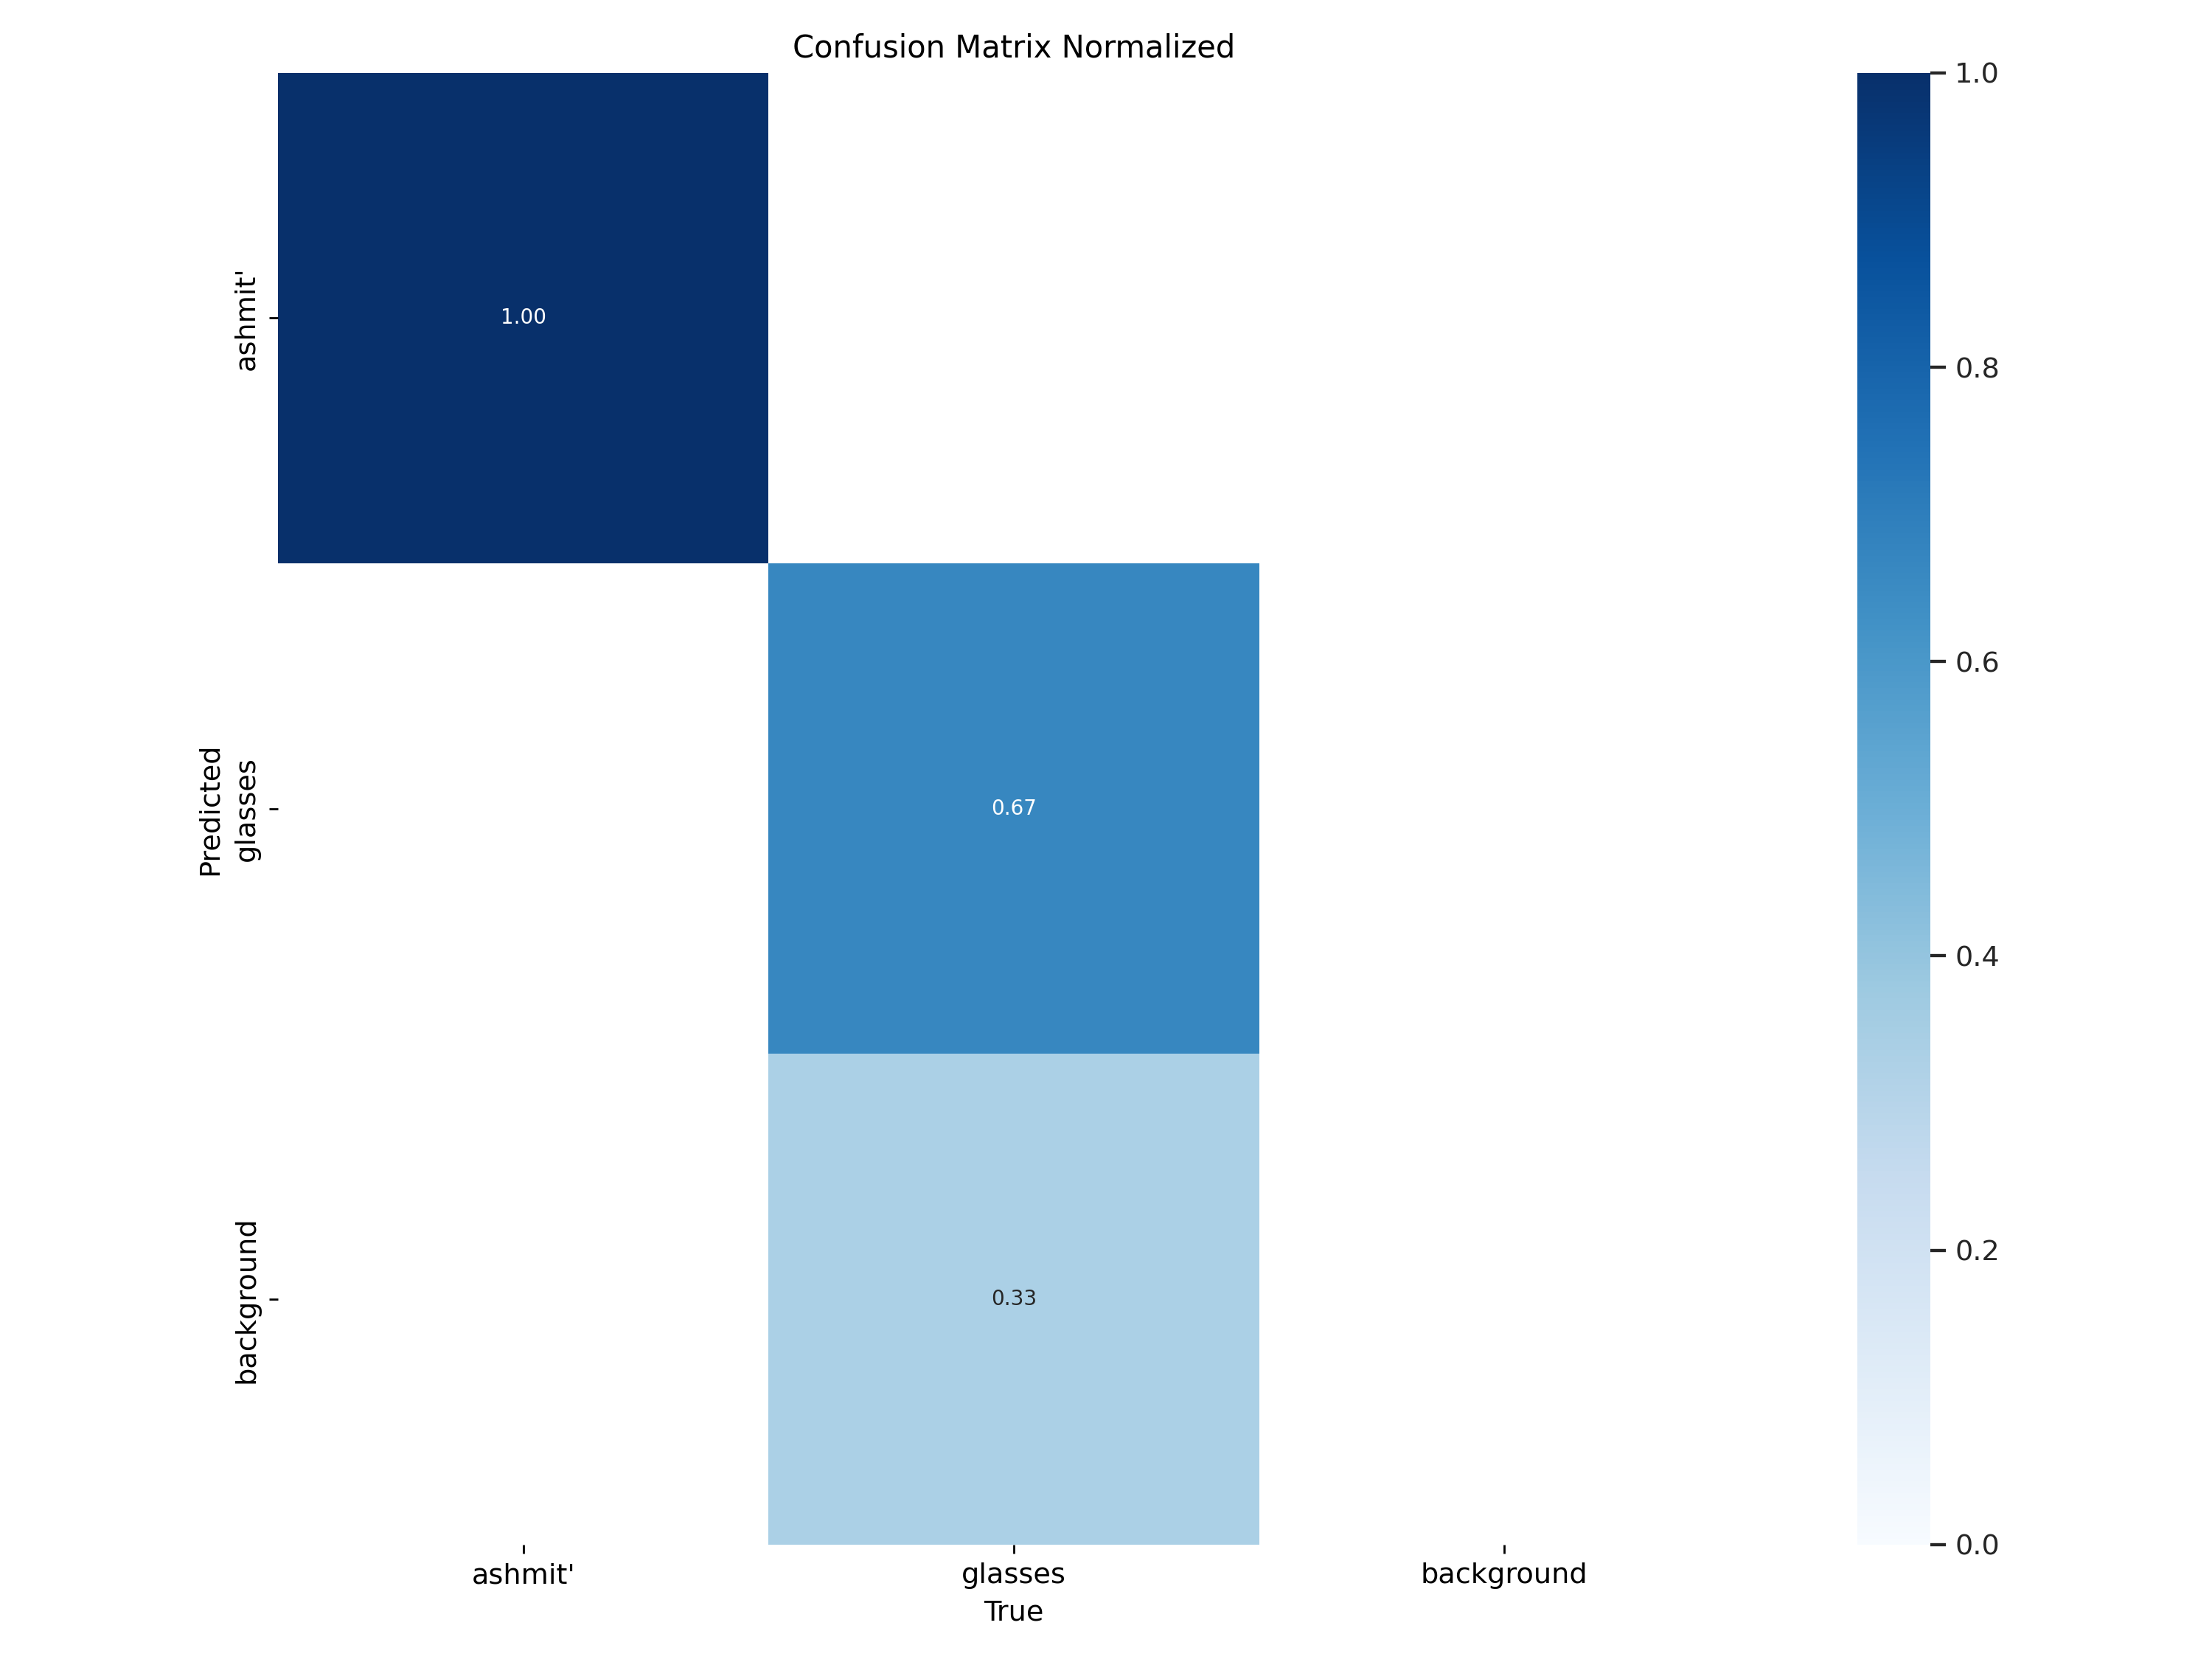 Confusion Matrix Normalized
1.0
ashmit'
1.00
0.8
0.6
Predicted
glasses
0.67
0.4
background
0.33
0.2
0.0
ashmit'
glasses
background
True